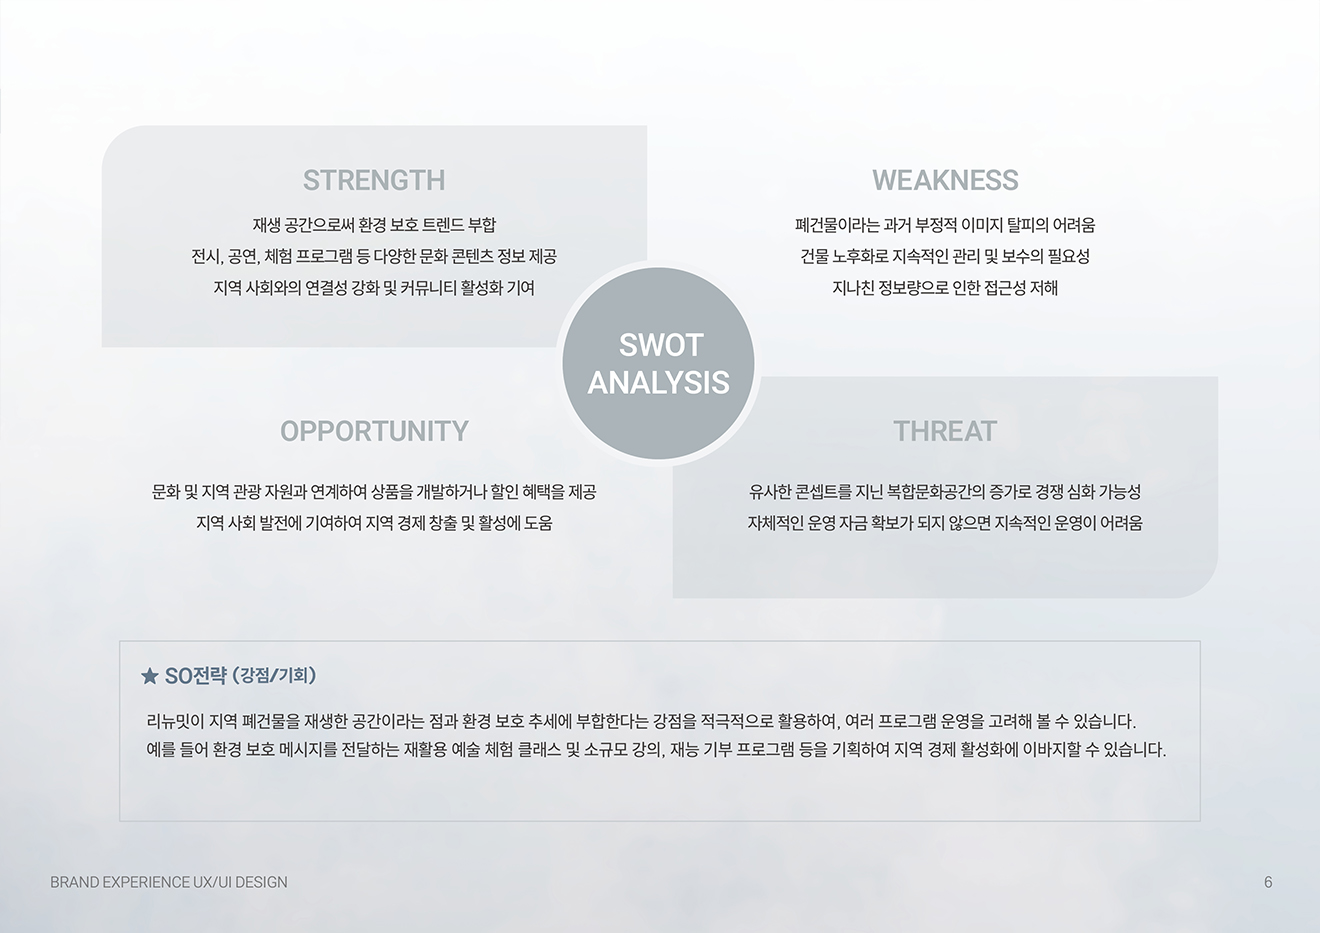 STRENGTH
재생 공간으로써 환경 보호 트렌드 부합
전시, 공연, 체험 프로그램 등 다양한 문화 콘텐츠 정보 제공
지역 사회와의 연결성 강화 및 커뮤니티 활성화 기여
WEAKNESS
폐건물이라는 과거 부정적 이미지 탈피의 어려움
건물 노후화로 지속적인 관리 및 보수의 필요성
지나친 정보량으로 인한 접근성 저해
SWOT
ANALYSIS
OPPORTUNITY
문화 및 지역 관광 자원과 연계하여 상품을 개발하거나 할인 혜택을 제공
지역 사회 발전에 기여하여 지역 경제 창출 및 활성에 도움
THREAT
유사한 콘셉트를 지닌 복합문화공간의 증가로 경쟁 심화 가능성
자체적인 운영 자금 확보가 되지 않으면 지속적인 운영이 어려움
★ SO전략 (강점/기회)
리뉴밋이 지역 폐건물을 재생한 공간이라는 점과 환경 보호 추세에 부합한다는 강점을 적극적으로 활용하여, 여러 프로그램 운영을 고려해 볼 수 있습니다.
예를 들어 환경 보호 메시지를 전달하는 재활용 예술 체험 클래스 및 소규모 강의, 재능 기부 프로그램 등을 기획하여 지역 경제 활성화에 이바지할 수 있습니다.
BRAND EXPERIENCE UX/UI DESIGN
6